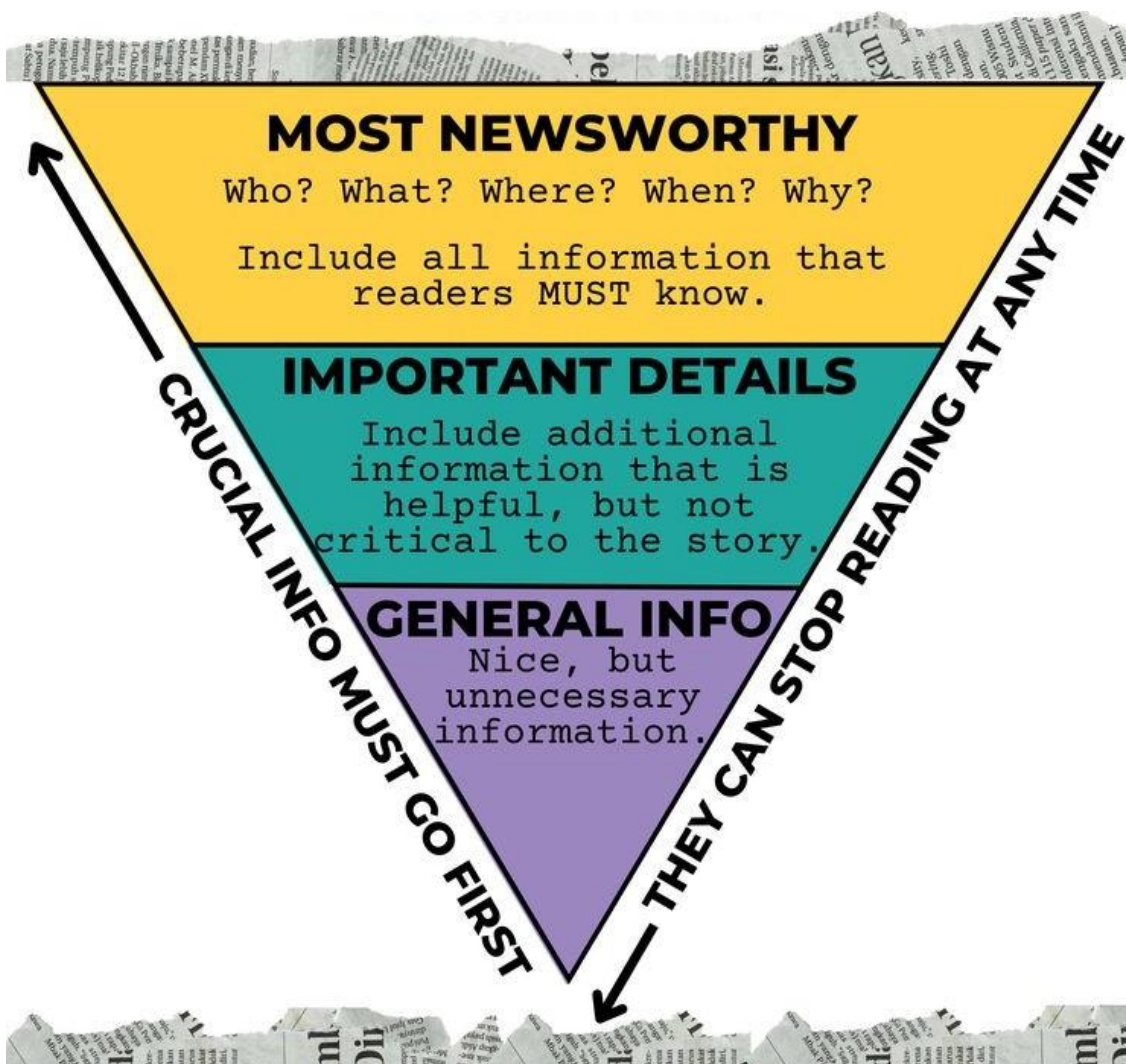 MOST NEWSWORTHY
Who? What? Where? When? Why?
Include all information that
readers MUST know.
IMPORTANT DETAILS
Include additional
information that is
helpful, but not
critical to the story.
GENERAL INFO
Nice, but
unnecessary
information.
CRUCIAL INFO MUST GO FIRST
THEY CAN STOP READING AT ANY TIME